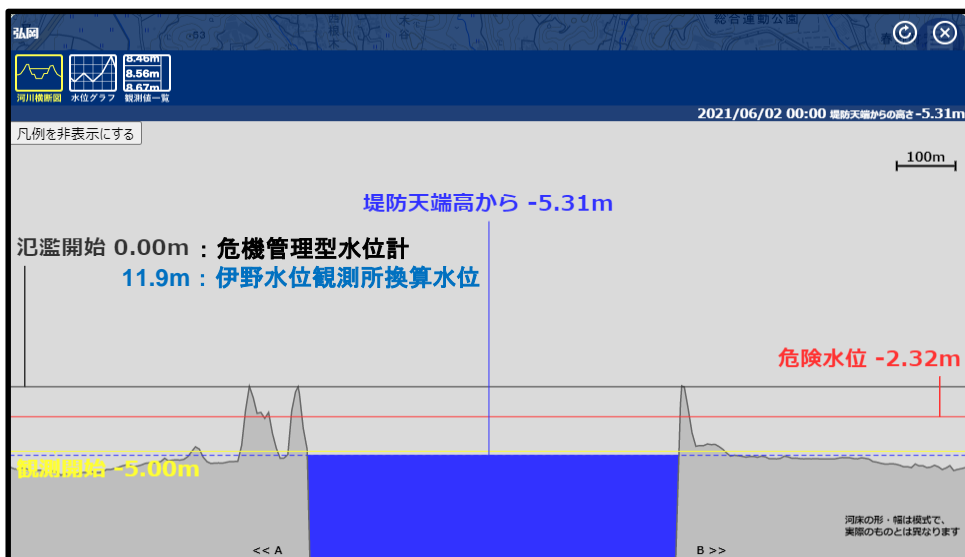 総合運動公園
弘岡
53
8.46m
8.56m
8.67m
河川横断図 水位グラフ 観測値一覧
2021/06/02 00:00 堤防天端からの高さ-5.31m
凡例を非表示にする
100m
堤防天端高から -5.31m
氾濫開始 0.00m : 危機管理型水位計
11.9m : 伊野水位観測所換算水位
危険水位 -2.32m
観測開始 -5.00m
河床の形・幅は模式で、
実際のものとは異なります
<< A
B >>